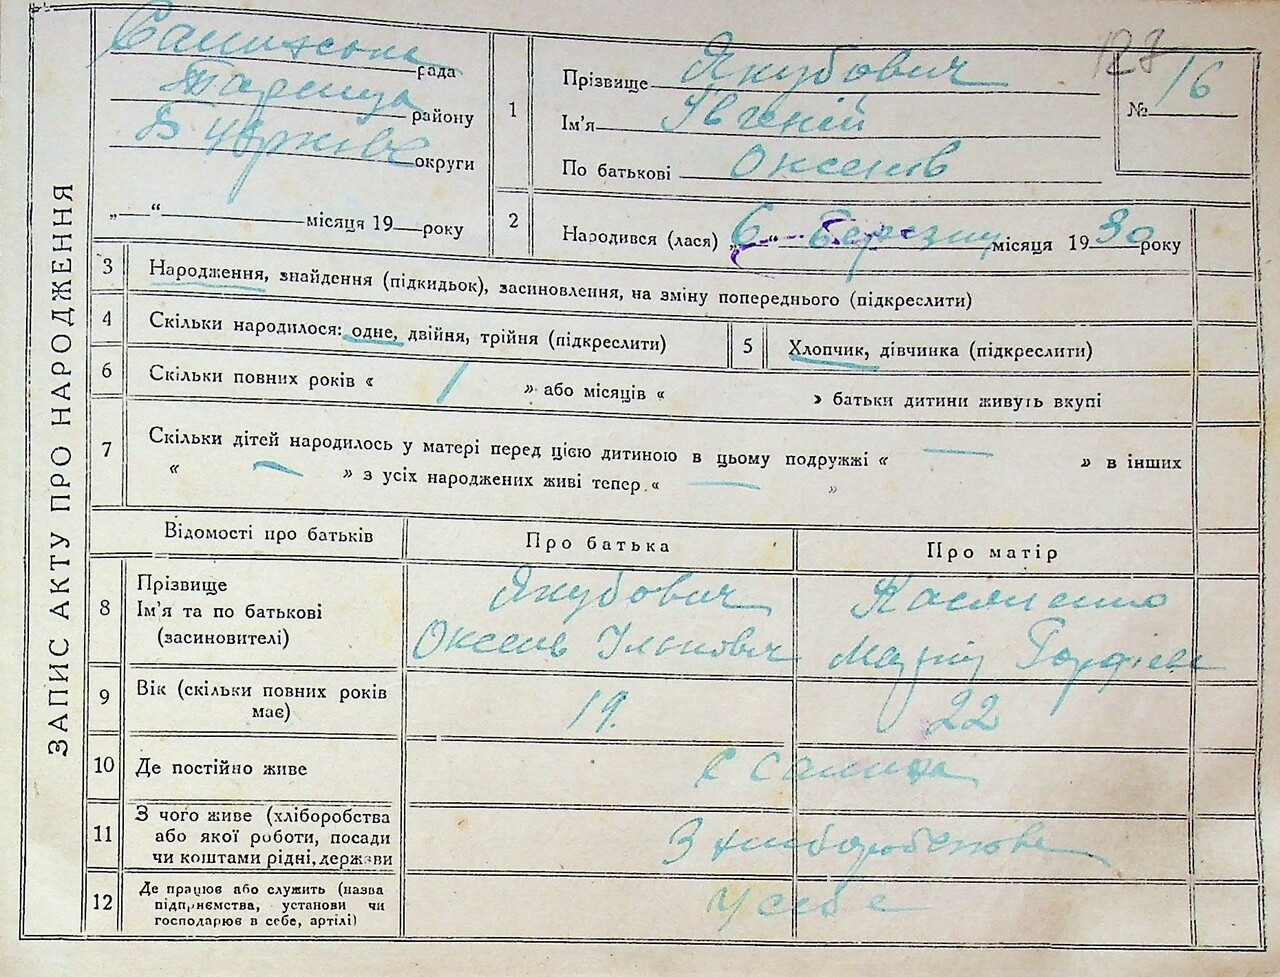 ЗАПИС АКТУ ПРО НАРОДЖЕННЯ
рада
району
округи
„ “ місяця 19 року
1
Прізвище Якубович
Ім'я Євгеній
По батькові Оксенів
128
№ 16
2
Народився (лася) „6“ Березня місяця 1930 року
3 Народження, знайдення (підкидьок), засиновлення, на зміну попереднього (підкреслити)
4 Скільки народилося: одне, двійня, трійня (підкреслити)
5 Хлопчик, дівчинка (підкреслити)
6 Скільки повних років « 1 » або місяців « » батьки дитини живуть вкупі
7 Скільки дітей народилось у матері перед цією дитиною в цьому подружжі « — » в інших
« — » з усіх народжених живі тепер « — »
Відомості про батьків
Про батька
Про матір
8 Прізвище
Ім'я та по батькові
(засиновителі)
Якубович
Оксень Ількович
Касяненко
Марія Гордієва
9 Вік (скільки повних років
має)
19.
22
10 Де постійно живе
11 З чого живе (хліборобства
або якої роботи, посади
чи коштами рідні, держави
З хліборобства
12 Де працює або служить (назва
підприємства, установи чи
господарює в себе, артілі)
У себе